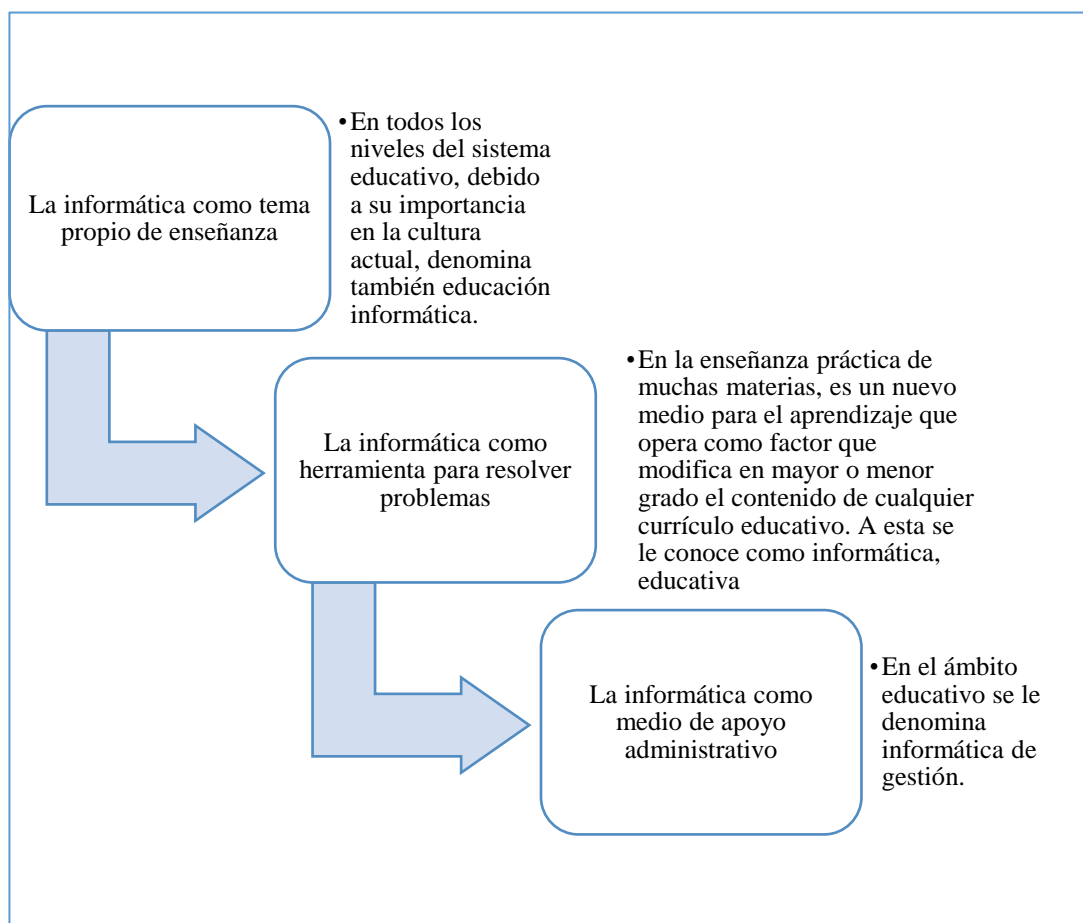 La informática como tema
propio de enseñanza
•En todos los
niveles del sistema
educativo, debido
a su importancia
en la cultura
actual, denomina
también educación
informática.
La informática como
herramienta para resolver
problemas
•En la enseñanza práctica de
muchas materias, es un nuevo
medio para el aprendizaje que
opera como factor que
modifica en mayor o menor
grado el contenido de cualquier
currículo educativo. A esta se
le conoce como informática,
educativa
La informática como
medio de apoyo
administrativo
•En el ámbito
educativo se le
denomina
informática de
gestión.